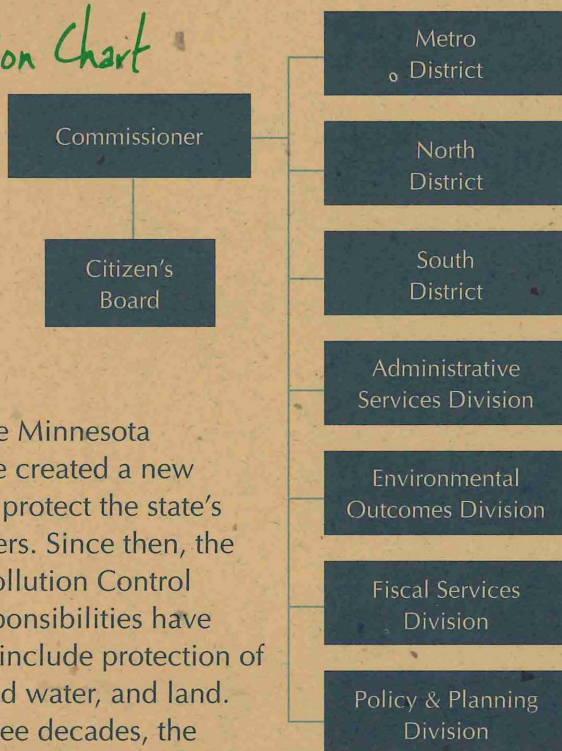 on Chart
Commissioner
Citizen's
Board
Metro
District
North
District
South
District
Administrative
Services Division
Environmental
Outcomes Division
Fiscal Services
Division
Policy & Planning
Division
e Minnesota
e created a new
protect the state's
ers. Since then, the
ollution Control
ponsibilities have
include protection of
d water, and land.
ee decades, the